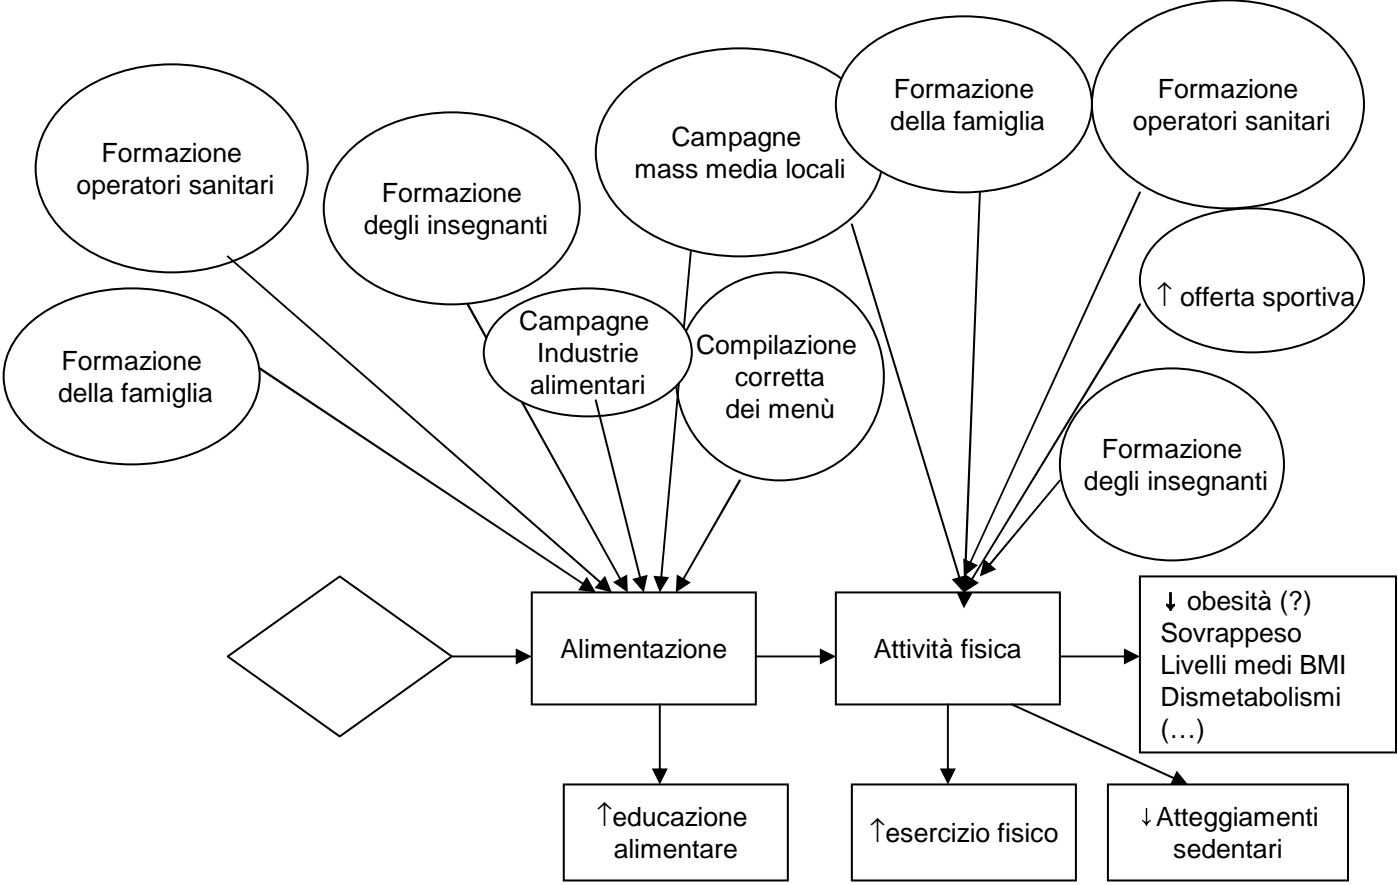 Formazione
operatori sanitari
Formazione
della famiglia
Formazione
degli insegnanti
Campagne
Industrie
alimentari
Campagne
mass media locali
Compilazione
corretta
dei menù
Formazione
della famiglia
Formazione
operatori sanitari
↑ offerta sportiva
Formazione
degli insegnanti
Alimentazione
Attività fisica
↓ obesità (?)
Sovrappeso
Livelli medi BMI
Dismetabolismi
(…)
↑educazione
alimentare
↑esercizio fisico
↓Atteggiamenti
sedentari